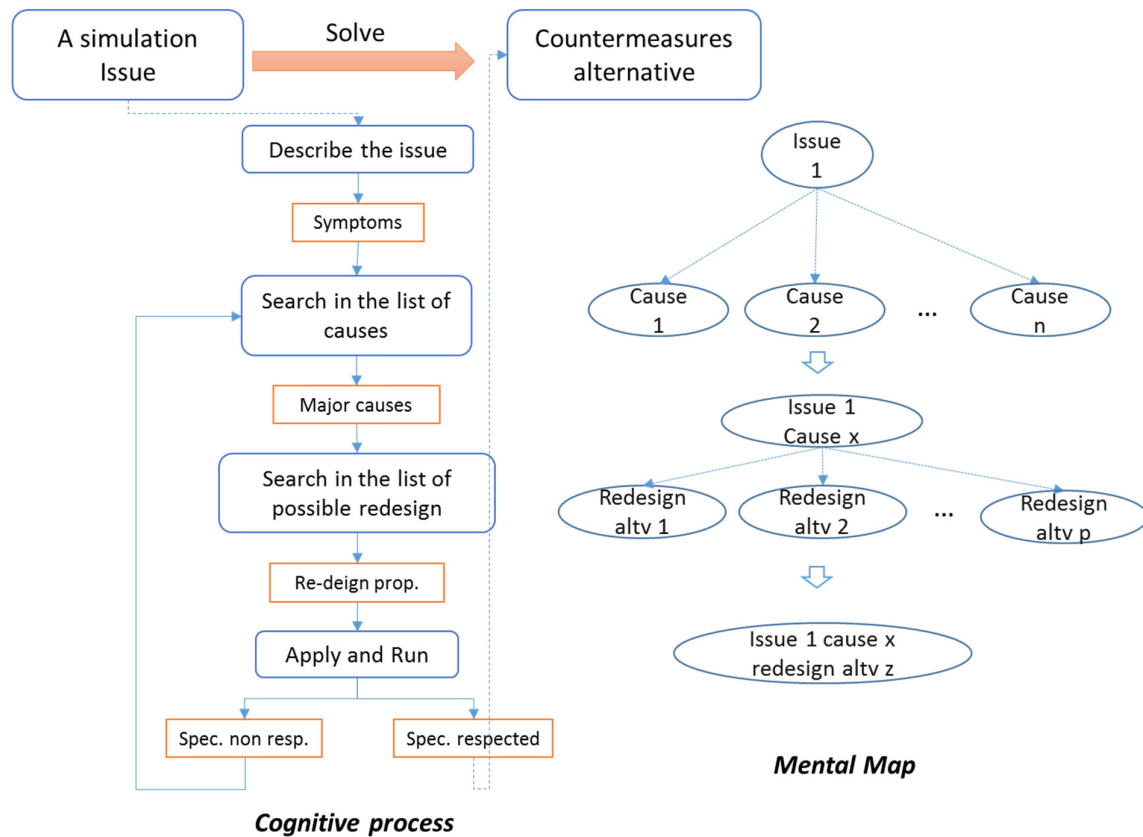 A simulation
Issue
Solve
Countermeasures
alternative
Describe the issue
Symptoms
Search in the list of
causes
Major causes
Search in the list of
possible redesign
Re-deign prop.
Apply and Run
Spec. non resp.
Spec. respected
Cognitive process
Issue
1
Cause
1
Cause
2
...
Cause
n
Issue 1
Cause x
Redesign
altv 1
Redesign
altv 2
...
Redesign
altv p
Issue 1 cause x
redesign altv z
Mental Map